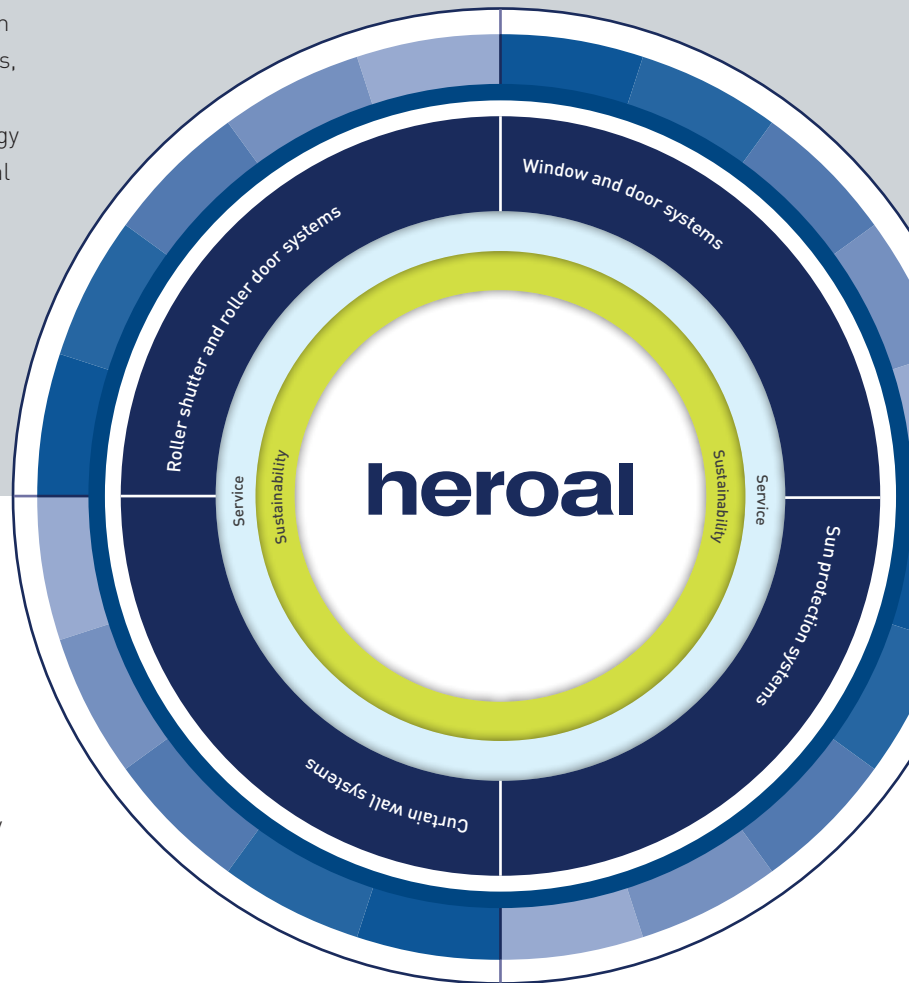 Window and door systems
Roller shutter and roller door systems
heroal
Service
Sustainability
Sustainability
Service
Sun protection systems
Curtain wall systems